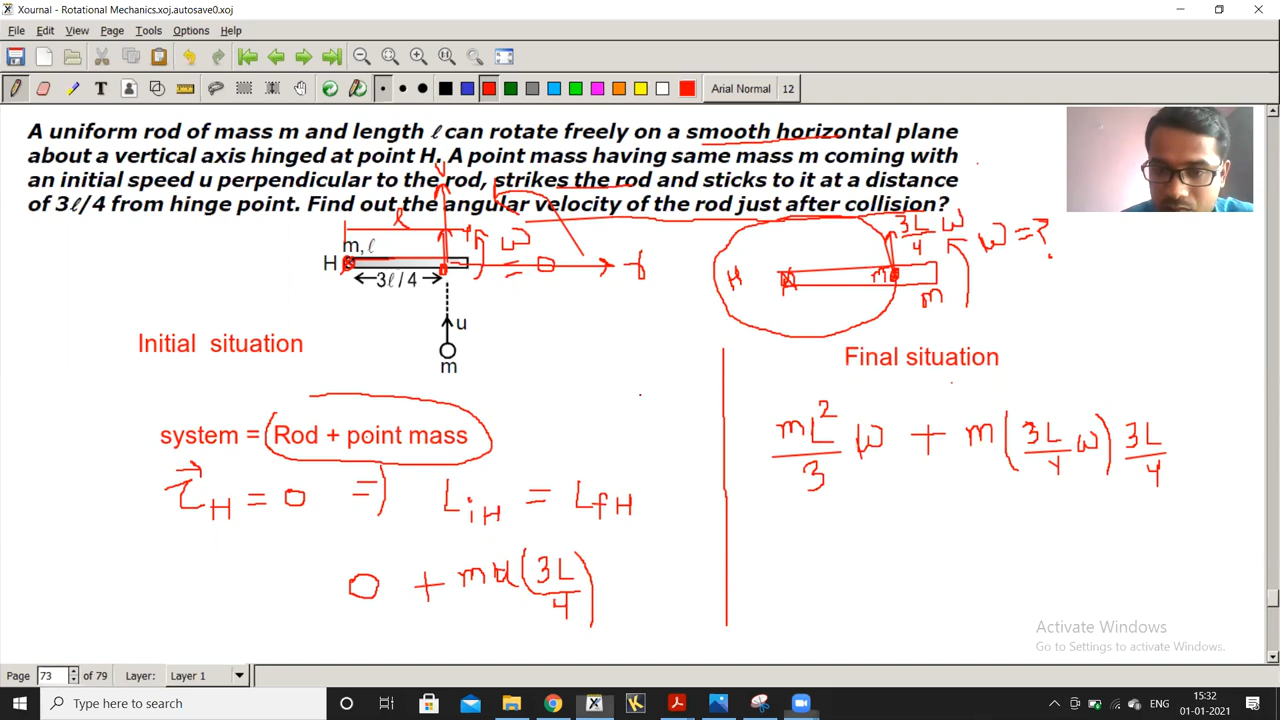 Xournal - Rotational Mechanics.xoj.autosave0.xoj
File Edit View Page Tools Options Help
Arial Normal 12
A uniform rod of mass m and length ℓ can rotate freely on a smooth horizontal plane
about a vertical axis hinged at point H. A point mass having same mass m coming with
an initial speed u perpendicular to the rod, strikes the rod and sticks to it at a distance
of 3ℓ/4 from hinge point. Find out the angular velocity of the rod just after collision?
ℓ
m, ℓ
H
ω
3ℓ / 4
u
m
3L/4 ω
ω = ?
H
m
m
Initial situation
Final situation
system = Rod + point mass
τ⃗H = 0 => LiH = LfH
0 + mu(3L/4)
mL²/3 ω + m(3L/4 ω) 3L/4
Activate Windows
Go to Settings to activate Windows.
Page 73 of 79 Layer: Layer 1
Type here to search
ENG
15:32
01-01-2021